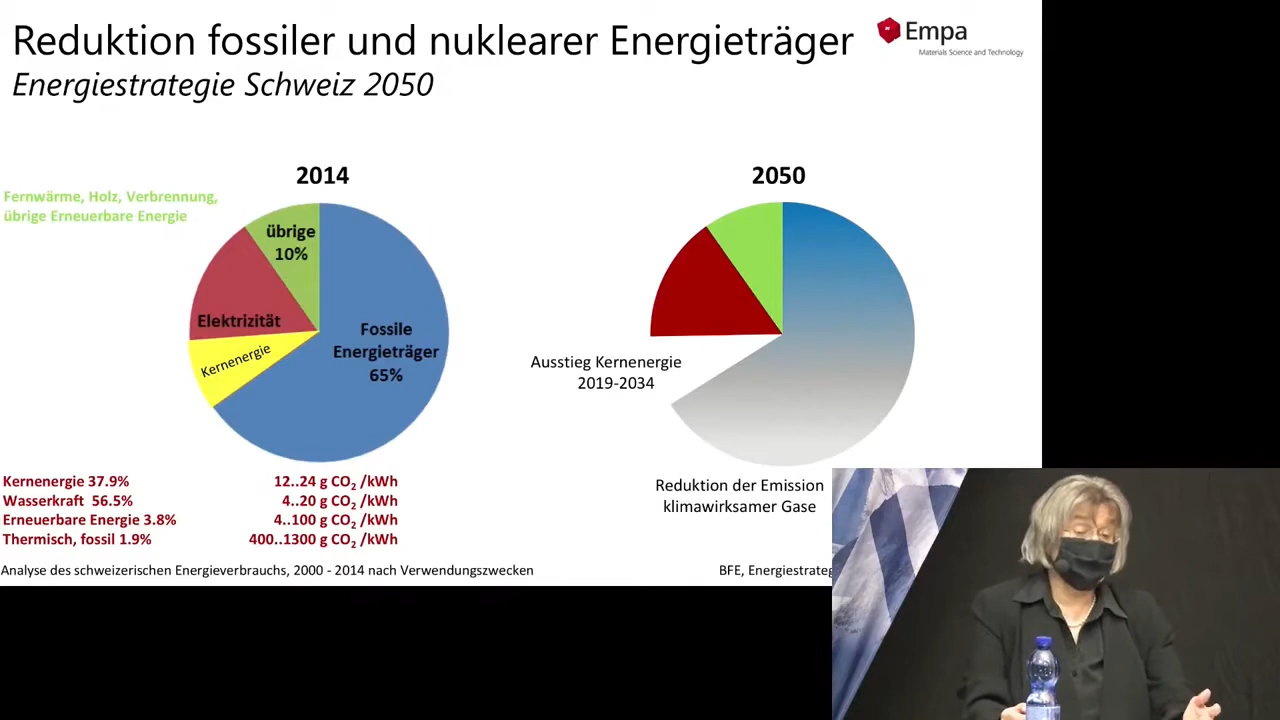 Reduktion fossiler und nuklearer Energieträger
Energiestrategie Schweiz 2050
Empa
Materials Science and Technology
2014
2050
Fernwärme, Holz, Verbrennung,
übrige Erneuerbare Energie
übrige
10%
Elektrizität
Kernenergie
Fossile
Energieträger
65%
Ausstieg Kernenergie
2019-2034
Kernenergie 37.9% 12..24 g CO₂ /kWh
Wasserkraft 56.5% 4..20 g CO₂ /kWh
Erneuerbare Energie 3.8% 4..100 g CO₂ /kWh
Thermisch, fossil 1.9% 400..1300 g CO₂ /kWh
Reduktion der Emission
klimawirksamer Gase
Analyse des schweizerischen Energieverbrauchs, 2000 - 2014 nach Verwendungszwecken
BFE, Energiestrateg